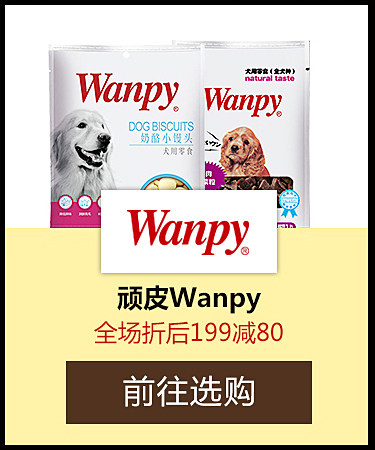 Wanpy®
DOG BISCUITS
奶酪小馒头
犬用零食
犬用零食（全犬种）
natural taste
Wanpy®
Wanpy®
顽皮Wanpy
全场折后199减80
前往选购